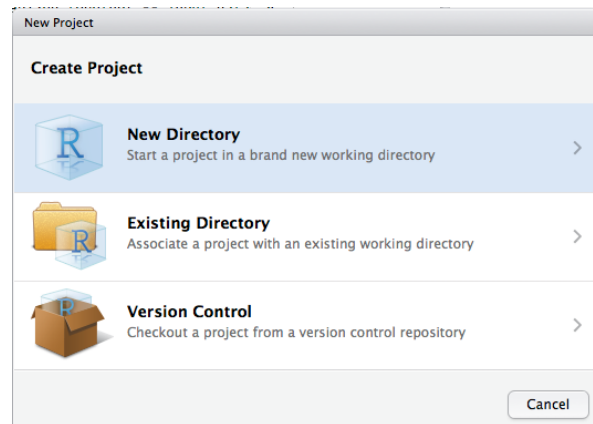 New Project
Create Project
R
New Directory
Start a project in a brand new working directory
R
Existing Directory
Associate a project with an existing working directory
R
Version Control
Checkout a project from a version control repository
Cancel